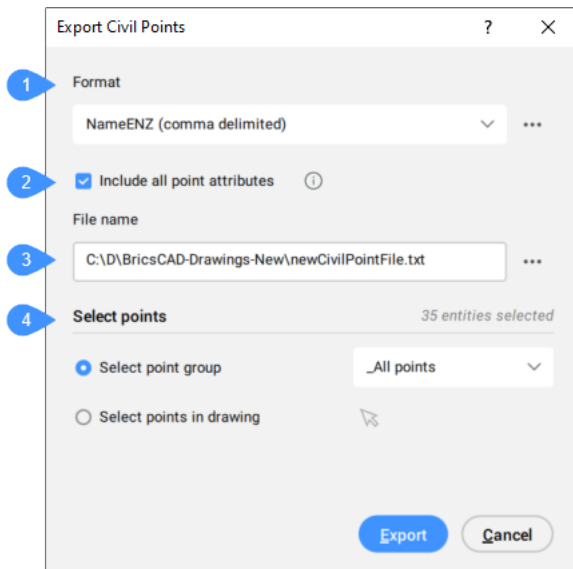 Export Civil Points ?
1 Format
NameENZ (comma delimited)
2 Include all point attributes
File name
3 C:\D\BricsCAD-Drawings-New\newCivilPointFile.txt
4 Select points 35 entities selected
Select point group _All points
Select points in drawing
Export Cancel